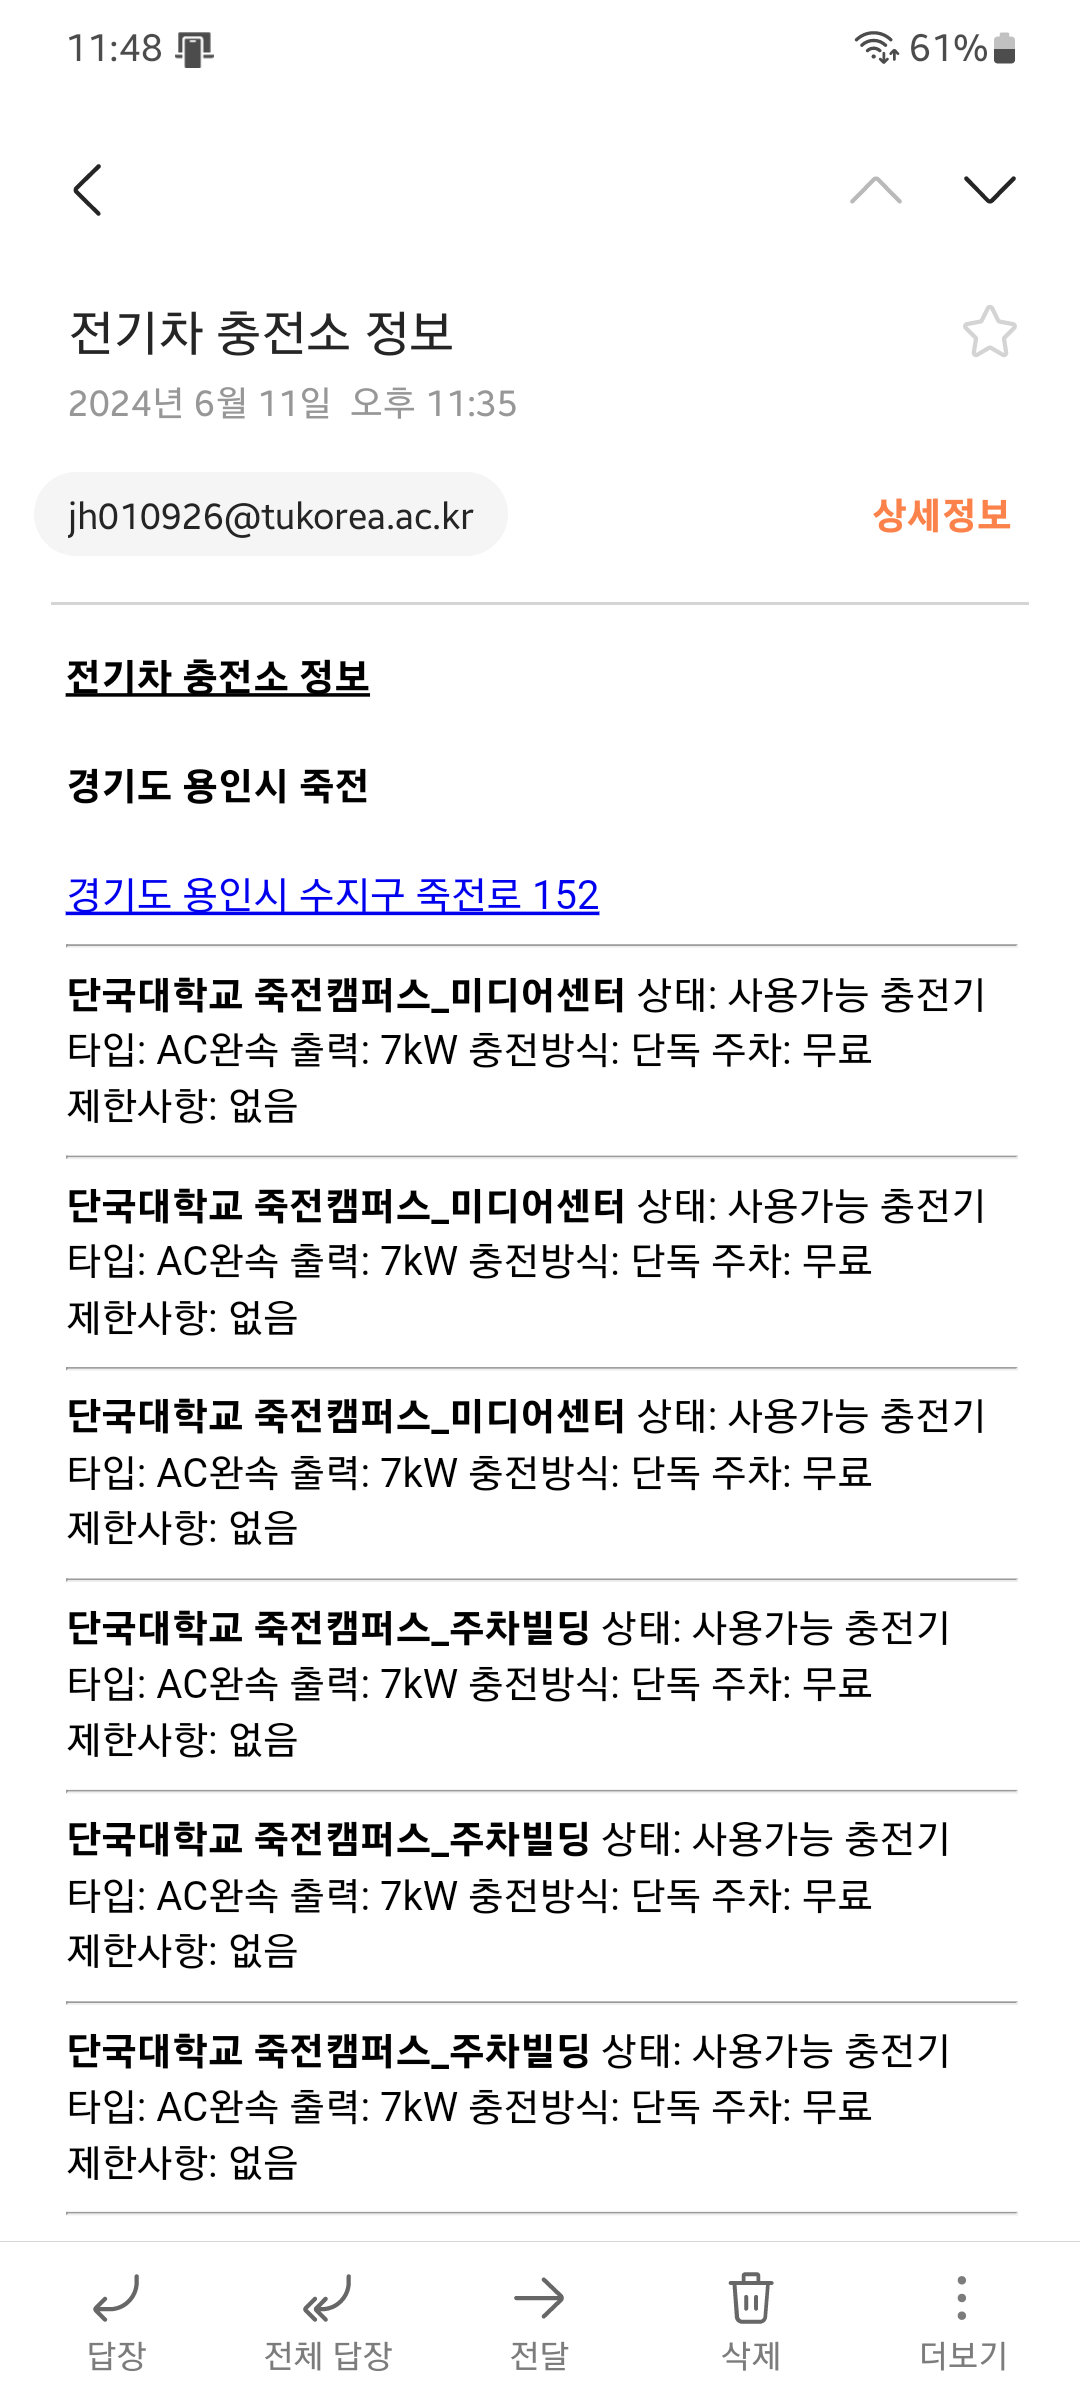 11:48 61%
전기차 충전소 정보
2024년 6월 11일 오후 11:35
jh010926@tukorea.ac.kr 상세정보
전기차 충전소 정보
경기도 용인시 죽전
경기도 용인시 수지구 죽전로 152
단국대학교 죽전캠퍼스_미디어센터 상태: 사용가능 충전기
타입: AC완속 출력: 7kW 충전방식: 단독 주차: 무료
제한사항: 없음
단국대학교 죽전캠퍼스_미디어센터 상태: 사용가능 충전기
타입: AC완속 출력: 7kW 충전방식: 단독 주차: 무료
제한사항: 없음
단국대학교 죽전캠퍼스_미디어센터 상태: 사용가능 충전기
타입: AC완속 출력: 7kW 충전방식: 단독 주차: 무료
제한사항: 없음
단국대학교 죽전캠퍼스_주차빌딩 상태: 사용가능 충전기
타입: AC완속 출력: 7kW 충전방식: 단독 주차: 무료
제한사항: 없음
단국대학교 죽전캠퍼스_주차빌딩 상태: 사용가능 충전기
타입: AC완속 출력: 7kW 충전방식: 단독 주차: 무료
제한사항: 없음
단국대학교 죽전캠퍼스_주차빌딩 상태: 사용가능 충전기
타입: AC완속 출력: 7kW 충전방식: 단독 주차: 무료
제한사항: 없음
답장 전체 답장 전달 삭제 더보기